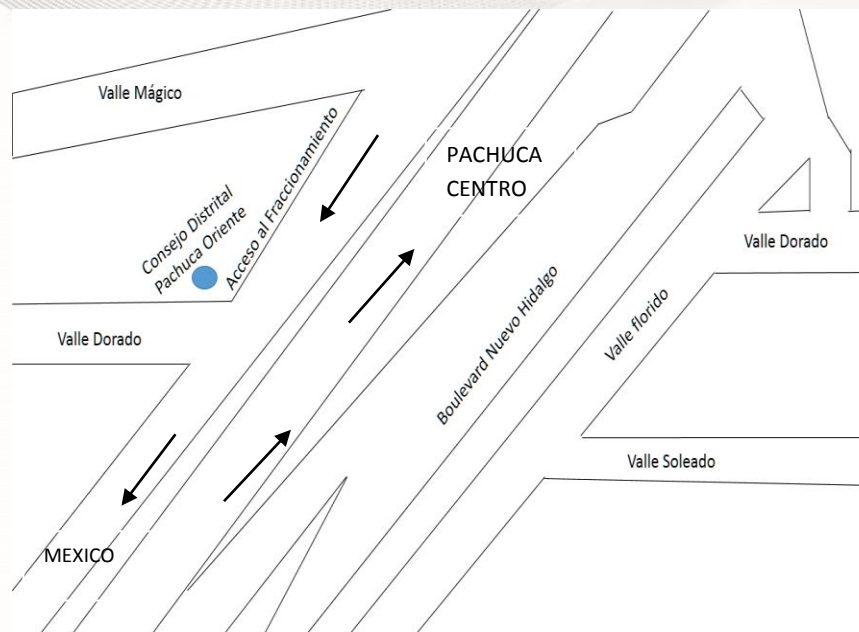 Valle Mágico
Acceso al Fraccionamiento
PACHUCA
CENTRO
Consejo Distrital
Pachuca Oriente
Valle Dorado
Valle Dorado
Boulevard Nuevo Hidalgo
Valle florido
Valle Soleado
MEXICO